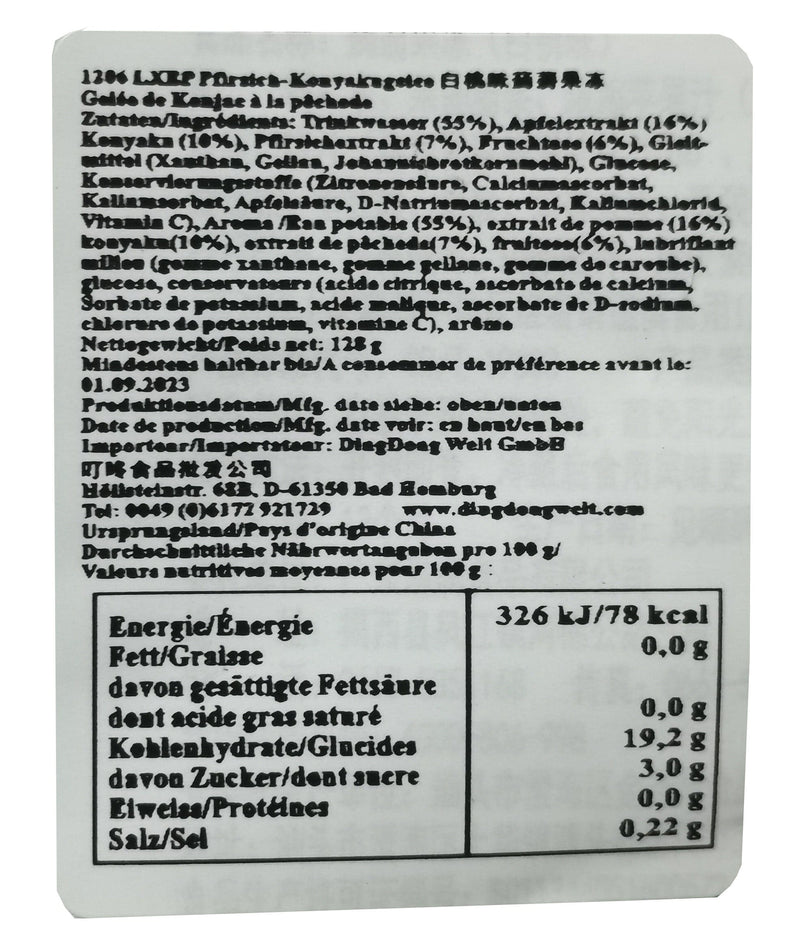 1206 LXRP Pfirsich-Konyakugelee 白桃味蒟蒻果冻
Gelée de Konjac à la pêchede
Zutaten/Ingrédients: Trinkwasser (55%), Apfelextrakt (16%)
Konyaku (10%), Pfirsichextrakt (7%), Fruchtose (6%), Gleit-
mittel (Xanthan, Gellan, Johannisbrotkernmehl), Glucose,
Konservierungsstoffe (Zitronensäure, Calciumascorbat,
Kaliumsorbat, Apfelsäure, D-Natriumascorbat, Kaliumchlorid,
Vitamin C), Aroma /Eau potable (55%), extrait de pomme (16%)
konyaku(10%), extrait de pêchede(7%), fruitose(6%), lubrifiant
milieu (gomme xanthane, gomme gellane, gomme de caroube),
glucose, conservateurs (acide citrique, ascorbate de calcium,
Sorbate de potassium, acide malique, ascorbate de D-sodium.
chlorure de potassium, vitamine C), arôme
Nettogewicht/Poids net: 128 g
Mindestens haltbar bis/A consommer de préférence avant le:
01.09.2023
Produktionsdatum/Mfg. date siehe: oben/unten
Date de production/Mfg. date voir: en haut/en bas
Importeur/Importateur: DingDong Welt GmbH
叮咚食品批发公司
Hölsteinstr. 68B, D-61350 Bad Homburg
Tel: 0049 (0)6172 921729 www.dingdongwelt.com
Ursprungsland/Pays d'origine China
Durchschnittliche Nährwertangaben pro 100 g/
Valeurs nutritives moyennes pour 100 g :
Energie/Énergie 326 kJ/78 kcal
Fett/Graisse 0,0 g
davon gesättigte Fettsäure
dont acide gras saturé 0,0 g
Kohlenhydrate/Glucides 19,2 g
davon Zucker/dont sucre 3,0 g
Eiweiss/Protéines 0,0 g
Salz/Sel 0,22 g